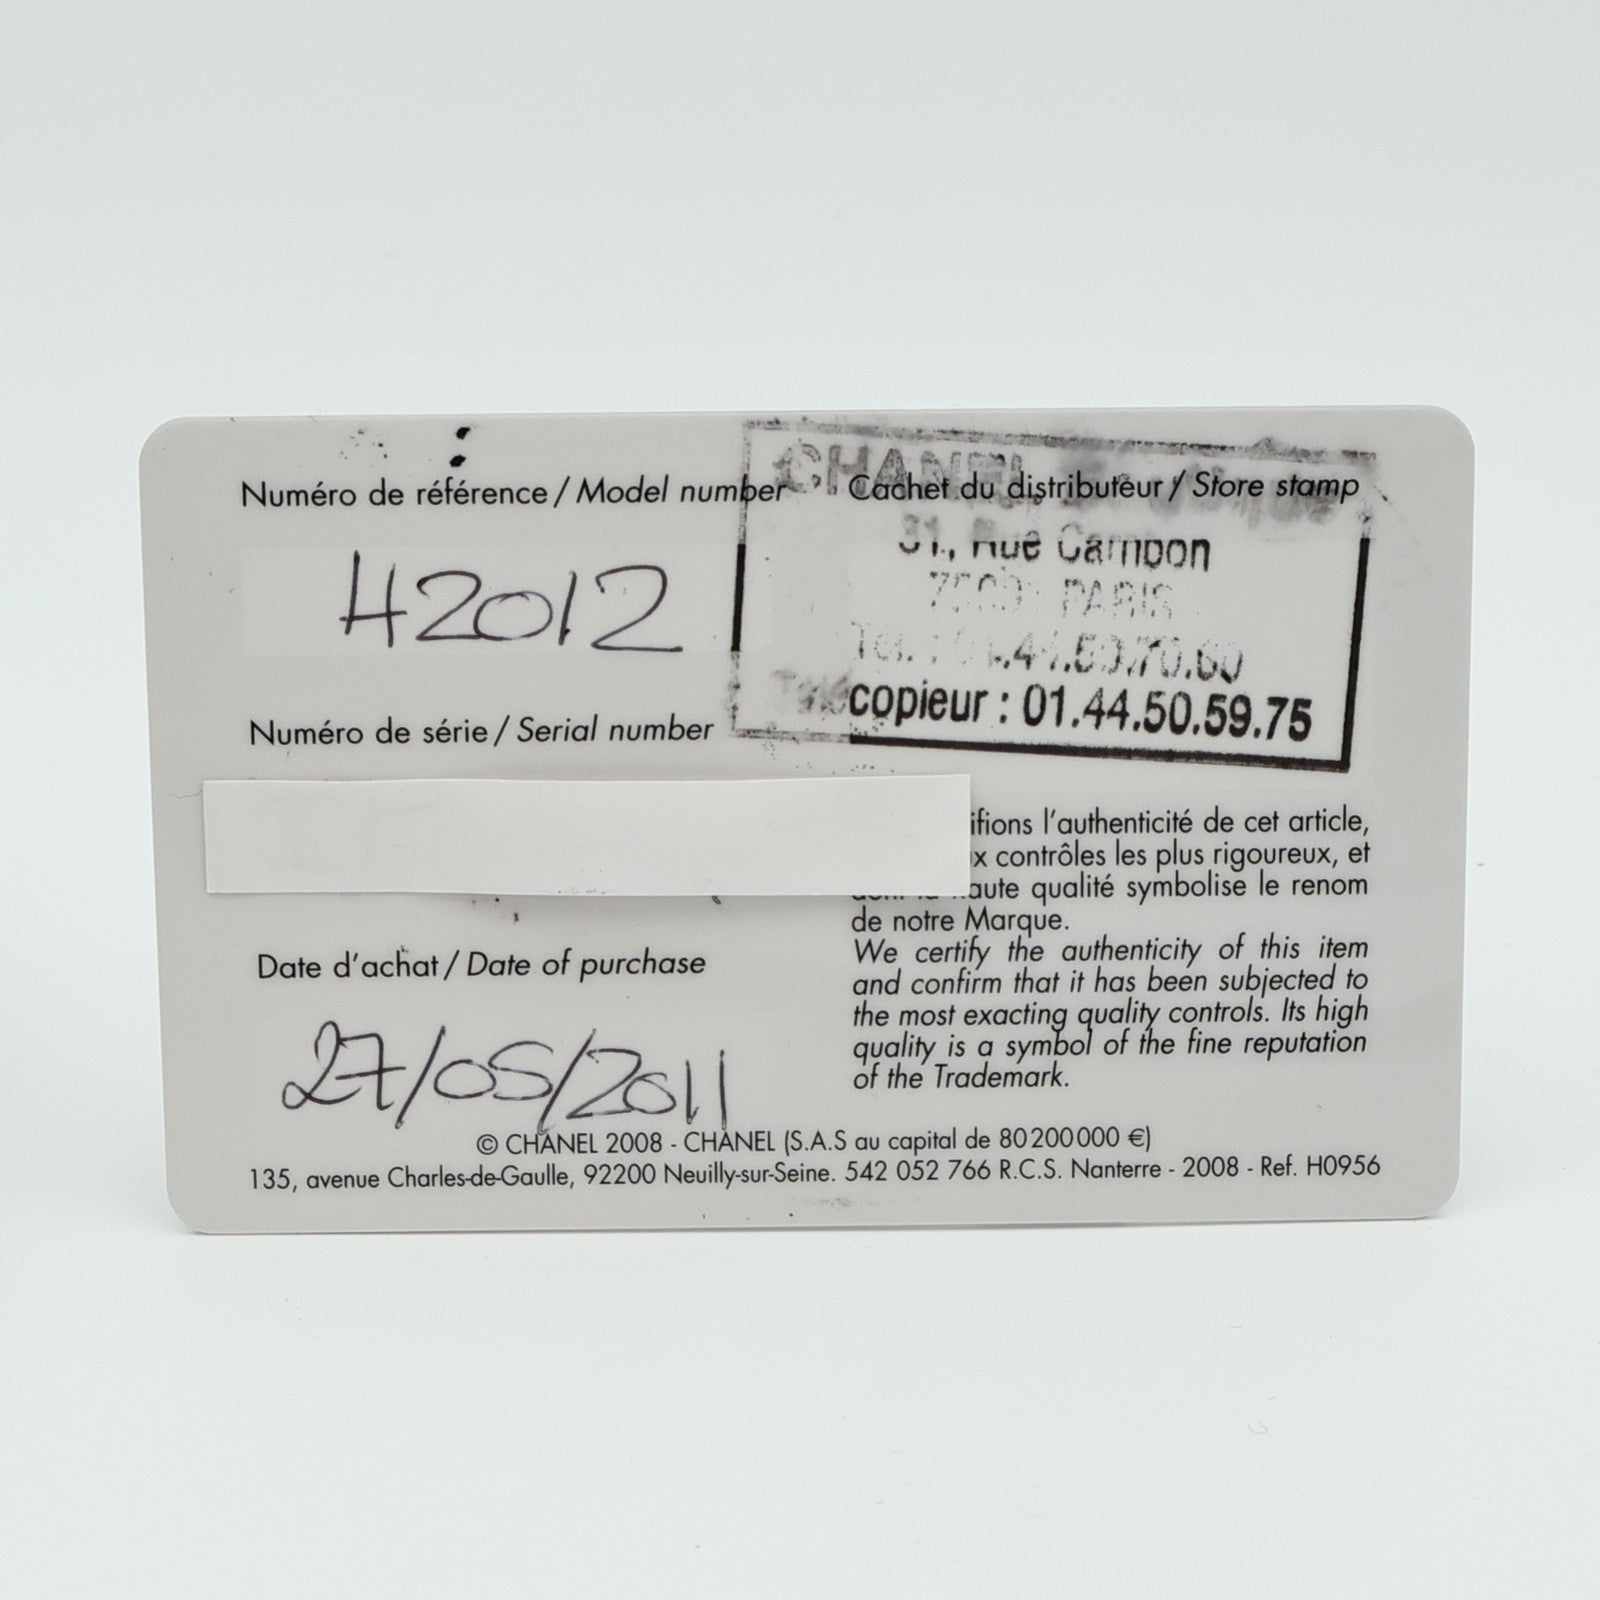 Numéro de référence / Model number
H2012
Numéro de série / Serial number
Date d'achat / Date of purchase
27/05/2011
CHANEL
Cachet du distributeur / Store stamp
31, Rue Cambon
PARIS
copieur : 01.44.50.59.75
l'authenticité de cet article,
contrôles les plus rigoureux, et
qualité symbolise le renom
de notre Marque.
We certify the authenticity of this item
and confirm that it has been subjected to
the most exacting quality controls. Its high
quality is a symbol of the fine reputation
of the Trademark.
© CHANEL 2008 - CHANEL (S.A.S au capital de 80200000 €)
135, avenue Charles-de-Gaulle, 92200 Neuilly-sur-Seine. 542 052 766 R.C.S. Nanterre - 2008 - Ref. H0956